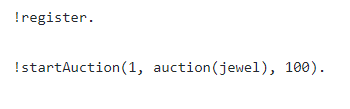 !register.
!startAuction(1, auction(jewel), 100).